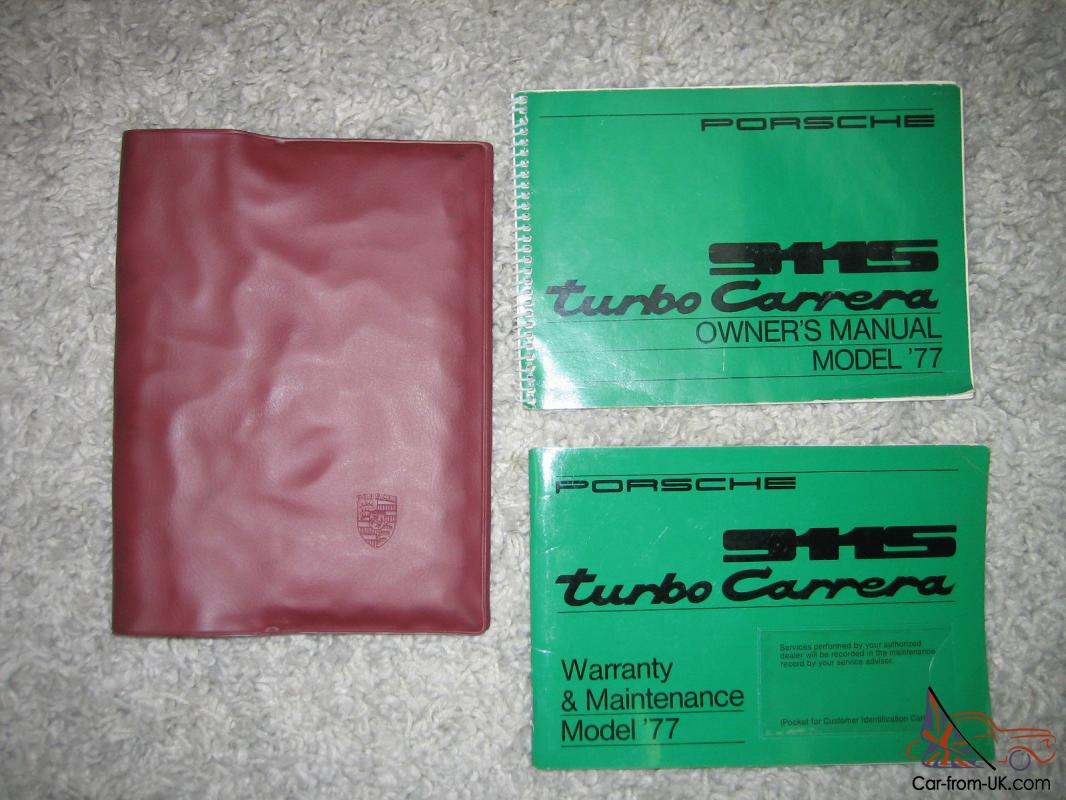 PORSCHE
911S
turbo Carrera
OWNER'S MANUAL
MODEL '77
PORSCHE
911S
turbo Carrera
Warranty
& Maintenance
Model '77
Services performed by your authorized
dealer will be recorded in the maintenance
record by your service adviser.
(Pocket for Customer Identification Car
PORSCHE
Car-from-UK.com